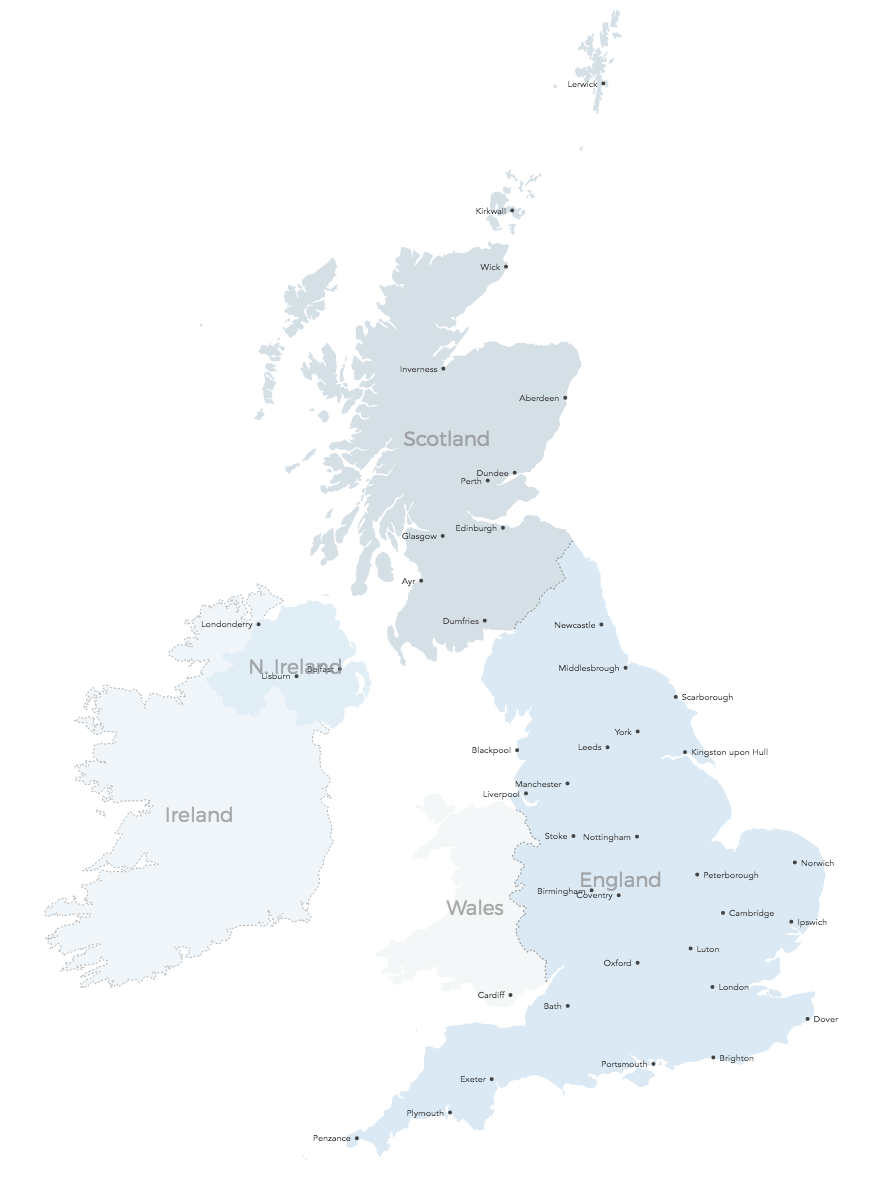 Lerwick
Kirkwall
Wick
Inverness
Aberdeen
Scotland
Dundee
Perth
Edinburgh
Glasgow
Ayr
Dumfries
Londonderry
Newcastle
N. Ireland
Belfast
Lisburn
Middlesbrough
Scarborough
York
Leeds
Blackpool
Kingston upon Hull
Manchester
Liverpool
Ireland
Stoke
Nottingham
Norwich
Peterborough
England
Birmingham
Coventry
Wales
Cambridge
Ipswich
Luton
Oxford
London
Cardiff
Bath
Dover
Brighton
Portsmouth
Exeter
Plymouth
Penzance